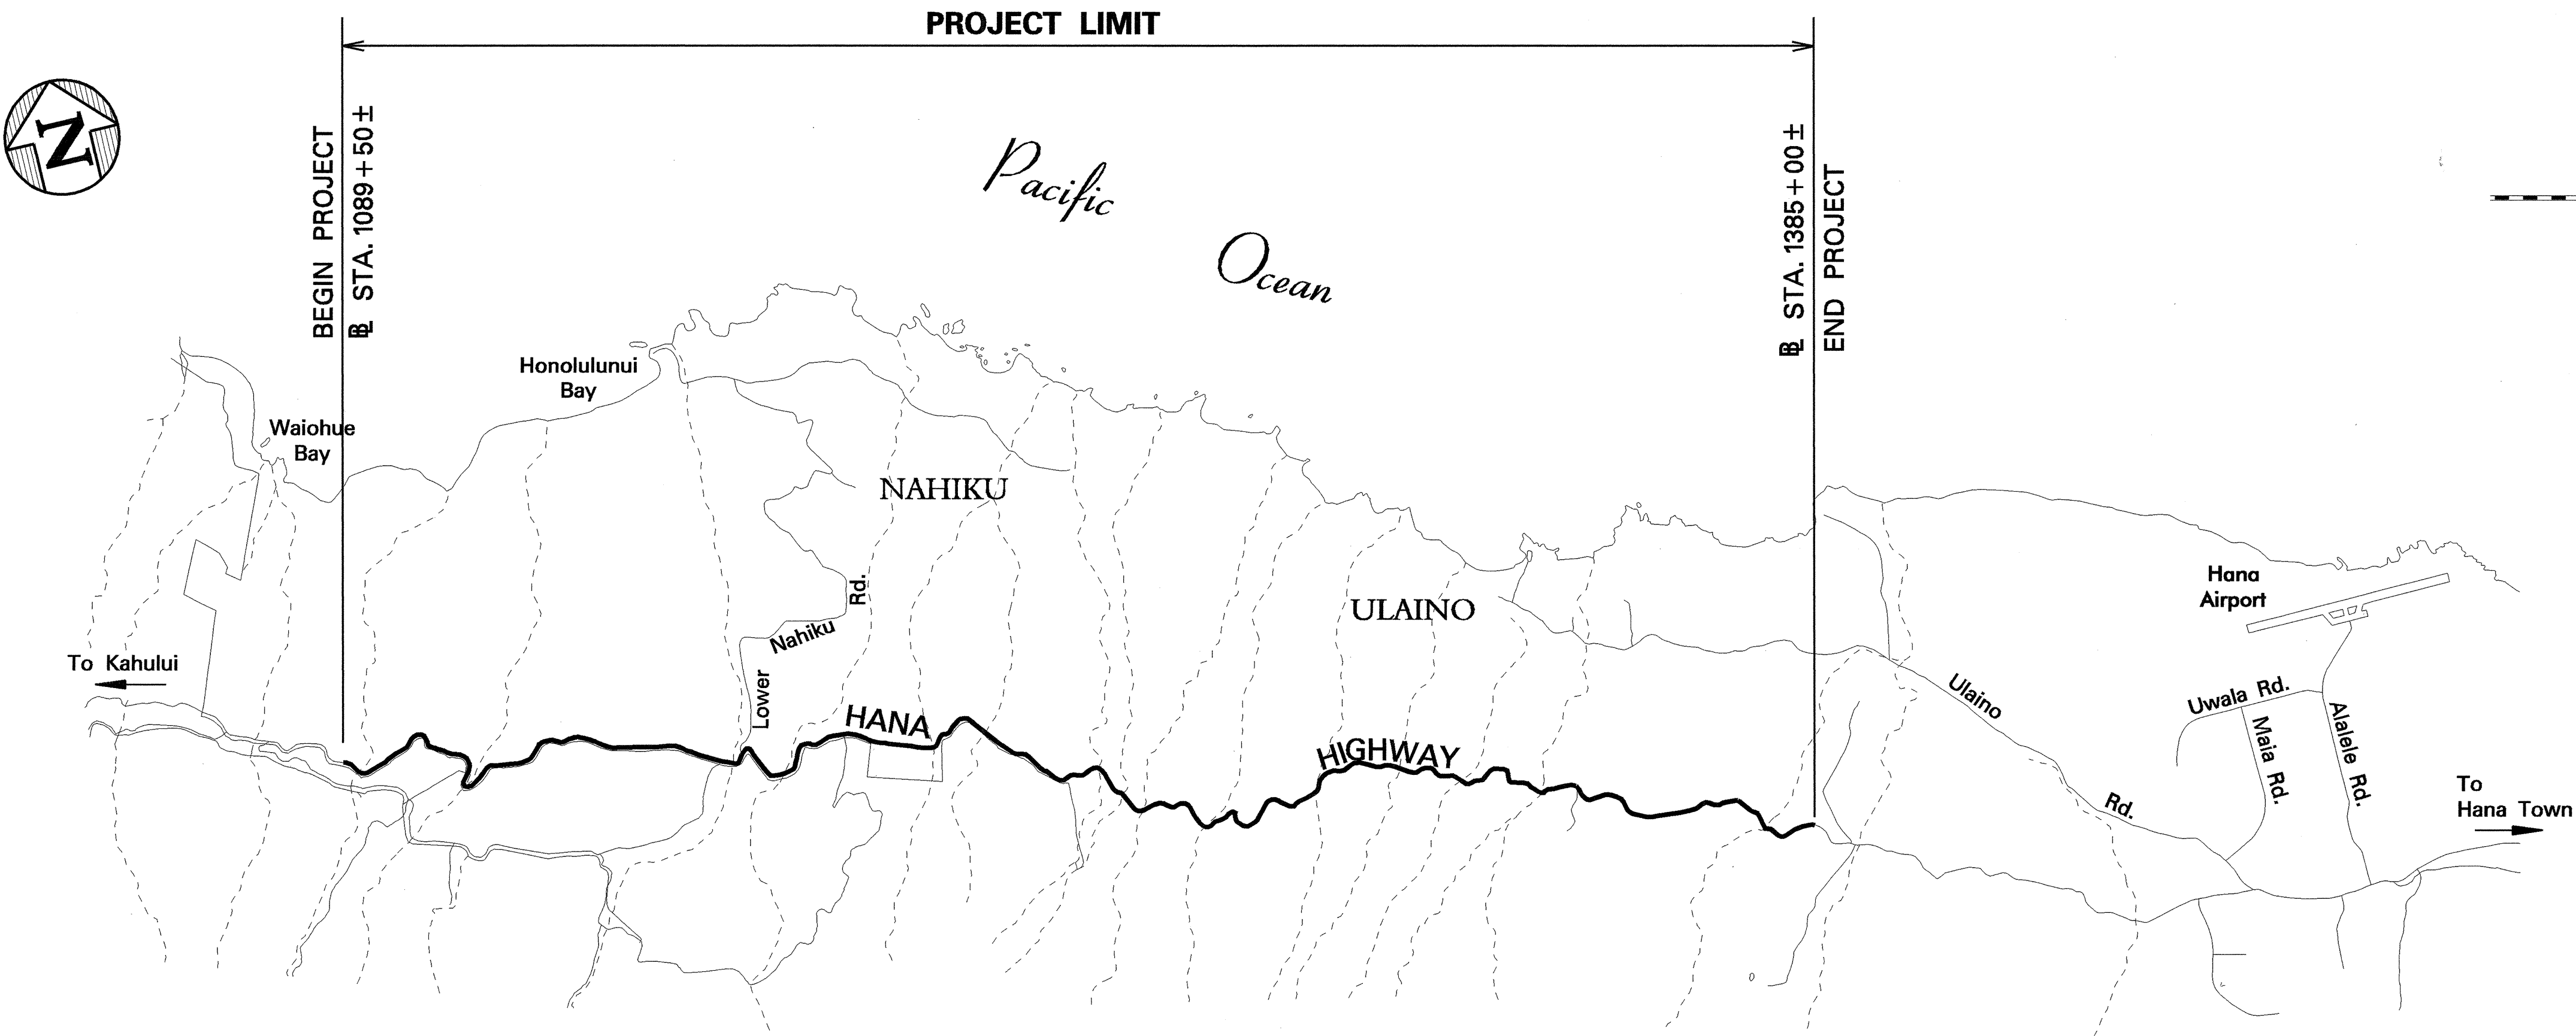 PROJECT LIMIT
N
BEGIN PROJECT
BL STA. 1089+50±
BL STA. 1385+00±
END PROJECT
Pacific
Ocean
Honolulunui
Bay
Waiohue
Bay
NAHIKU
ULAINO
Hana
Airport
Lower Nahiku Rd.
To Kahului
HANA HIGHWAY
Ulaino Rd.
Uwala Rd.
Maia Rd.
Alalele Rd.
To
Hana Town